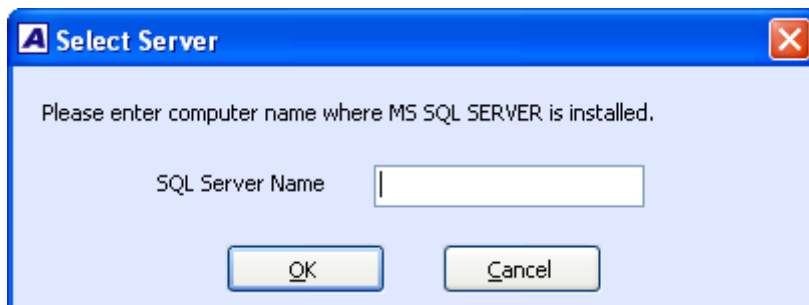 A Select Server
Please enter computer name where MS SQL SERVER is installed.
SQL Server Name
OK Cancel